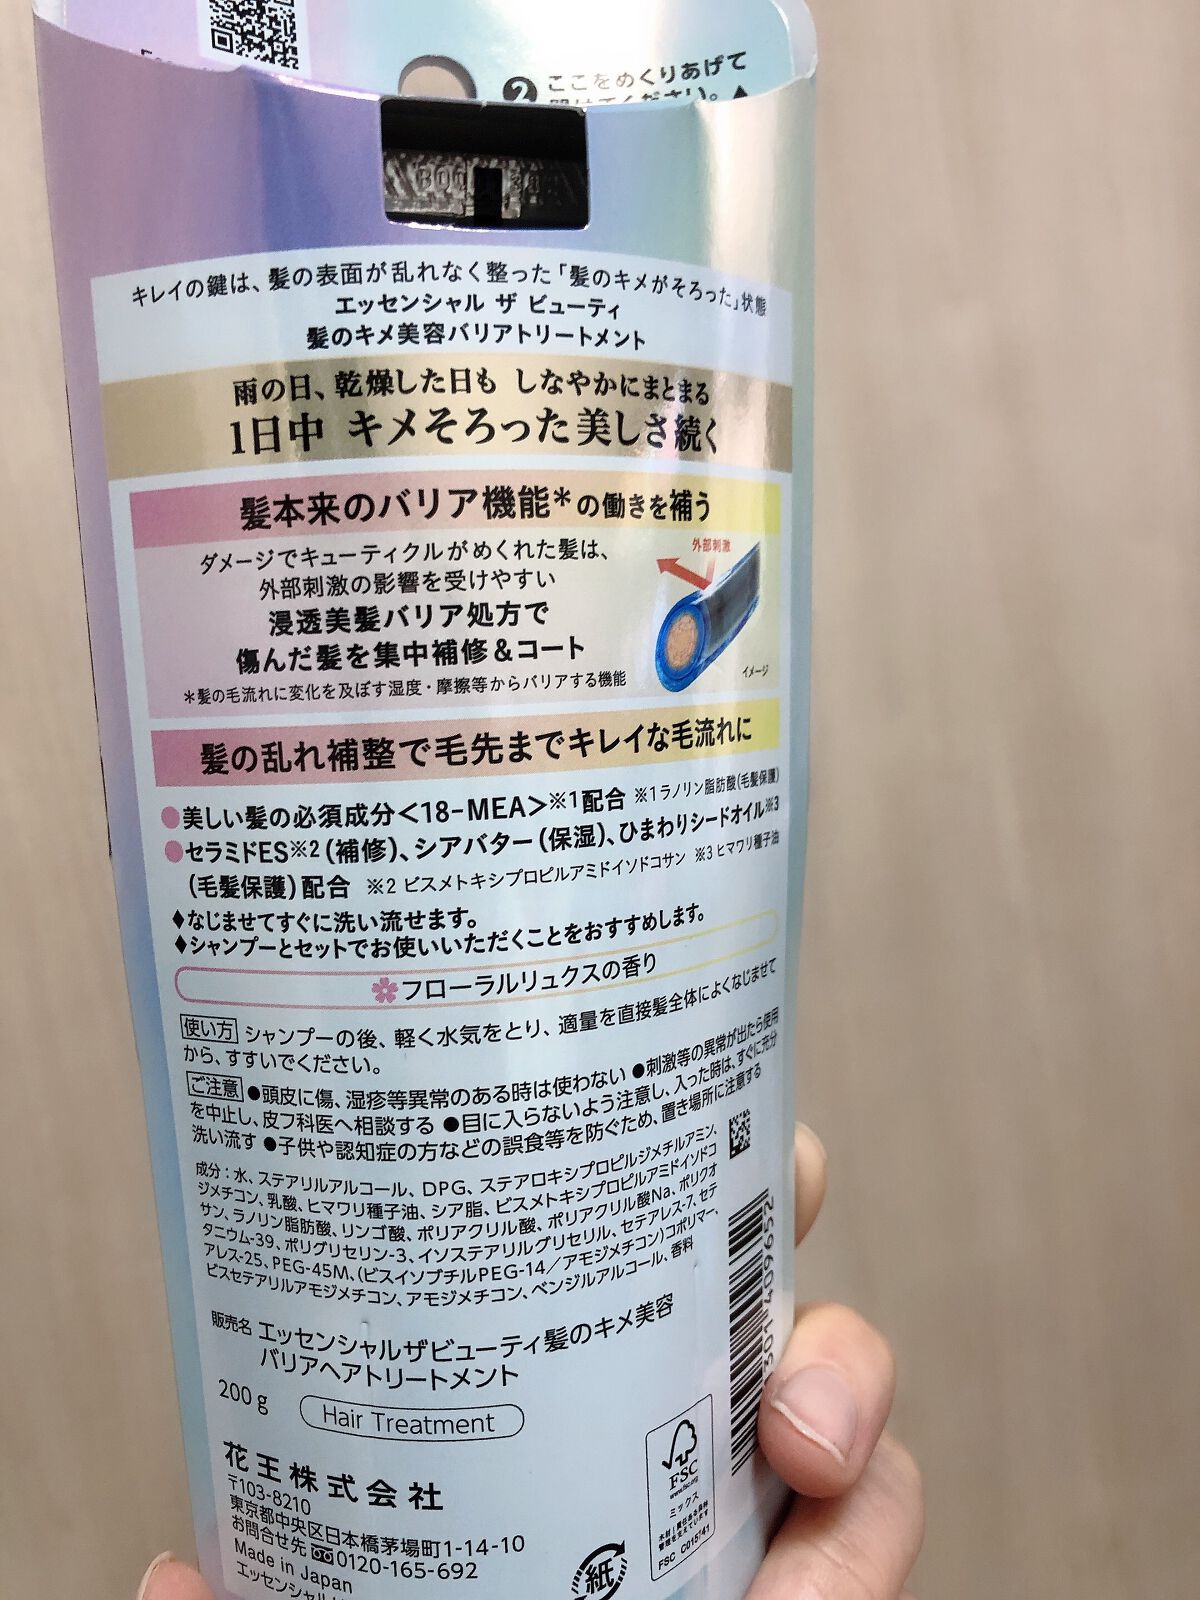 ❷ ここをめくりあげて
キレイの鍵は、髪の表面が乱れなく整った「髪のキメがそろった」状態
エッセンシャル ザ ビューティ
髪のキメ美容バリアトリートメント
雨の日、乾燥した日も しなやかにまとまる
1日中 キメそろった美しさ続く
髪本来のバリア機能*の働きを補う
ダメージでキューティクルがめくれた髪は、
外部刺激の影響を受けやすい
浸透美髪バリア処方で
傷んだ髪を集中補修&コート
*髪の毛流れに変化を及ぼす湿度・摩擦等からバリアする機能
外部刺激
イメージ
髪の乱れ補整で毛先までキレイな毛流れに
●美しい髪の必須成分<18-MEA>※1配合 ※1ラノリン脂肪酸(毛髪保護)
●セラミドES※2(補修)、シアバター(保湿)、ひまわりシードオイル※3
(毛髪保護)配合 ※2 ビスメトキシプロピルアミドイソドコサン ※3 ヒマワリ種子油
♦なじませてすぐに洗い流せます。
♦シャンプーとセットでお使いいただくことをおすすめします。
フローラルリュクスの香り
使い方 シャンプーの後、軽く水気をとり、適量を直接髪全体によくなじませて
から、すすいでください。
ご注意 ●頭皮に傷、湿疹等異常のある時は使わない ●刺激等の異常が出たら使用
を中止し、皮フ科医へ相談する ●目に入らないよう注意し、入った時は、すぐに充分
洗い流す ●子供や認知症の方などの誤食等を防ぐため、置き場所に注意する
成分:水、ステアリルアルコール、DPG、ステアロキシプロピルジメチルアミン、
ジメチコン、乳酸、ヒマワリ種子油、シア脂、ビスメトキシプロピルアミドイソドコ
サン、ラノリン脂肪酸、リンゴ酸、ポリアクリル酸、ポリアクリル酸Na、ポリクオ
タニウム-39、ポリグリセリン-3、イソステアリルグリセリル、セテアレス-7、セテ
アレス-25、PEG-45M、(ビスイソブチルPEG-14/アモジメチコン)コポリマー、
ビスセテアリルアモジメチコン、アモジメチコン、ベンジルアルコール、香料
販売名 エッセンシャルザビューティ髪のキメ美容
バリアヘアトリートメント
200 g
Hair Treatment
花王株式会社
〒103-8210
東京都中央区日本橋茅場町1-14-10
お問合せ先 0120-165-692
Made in Japan
エッセンシャル
301 409652
FSC
www.fsc.org
ミックス
FSC C015141
紙